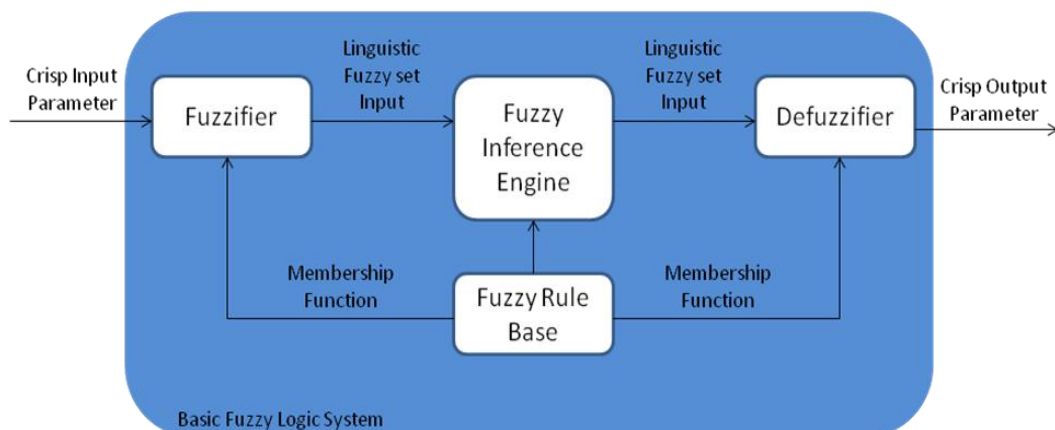 Crisp Input
Parameter
Fuzzifier
Linguistic
Fuzzy set
Input
Fuzzy
Inference
Engine
Linguistic
Fuzzy set
Input
Defuzzifier
Crisp Output
Parameter
Membership
Function
Fuzzy Rule
Base
Membership
Function
Basic Fuzzy Logic System